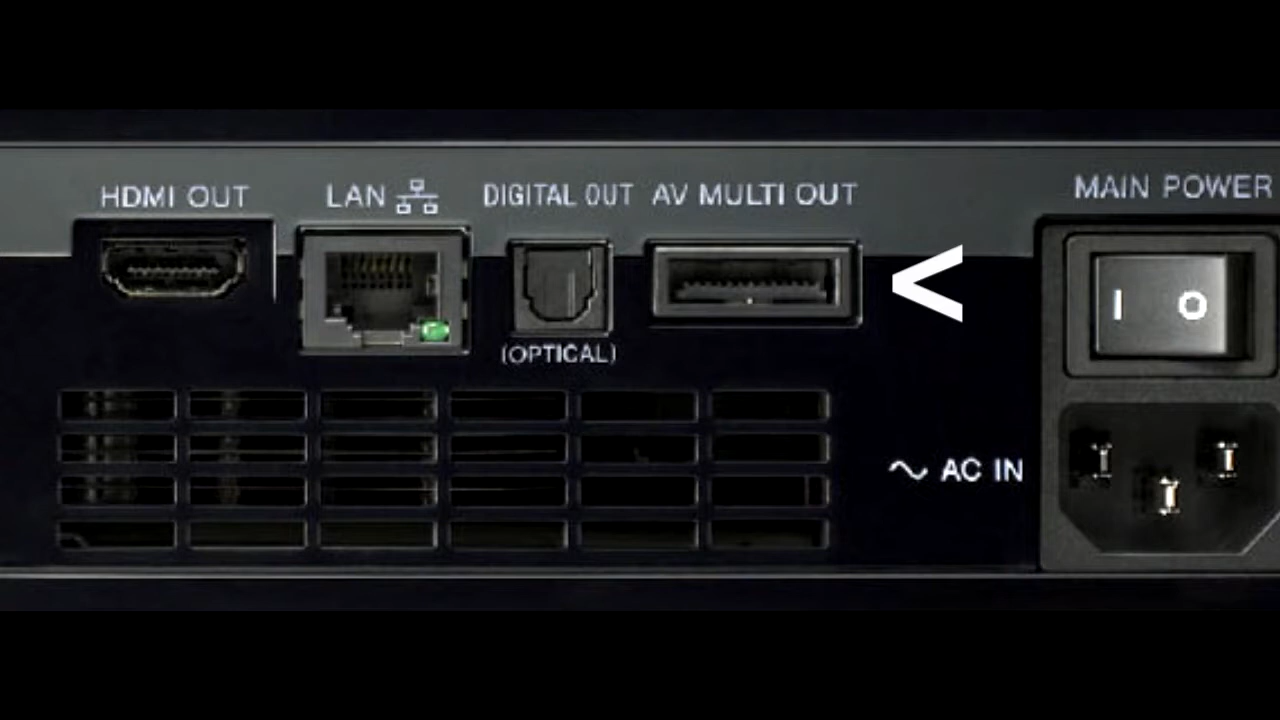 HDMI OUT
LAN
DIGITAL OUT
AV MULTI OUT
MAIN POWER
<
I O
(OPTICAL)
~ AC IN